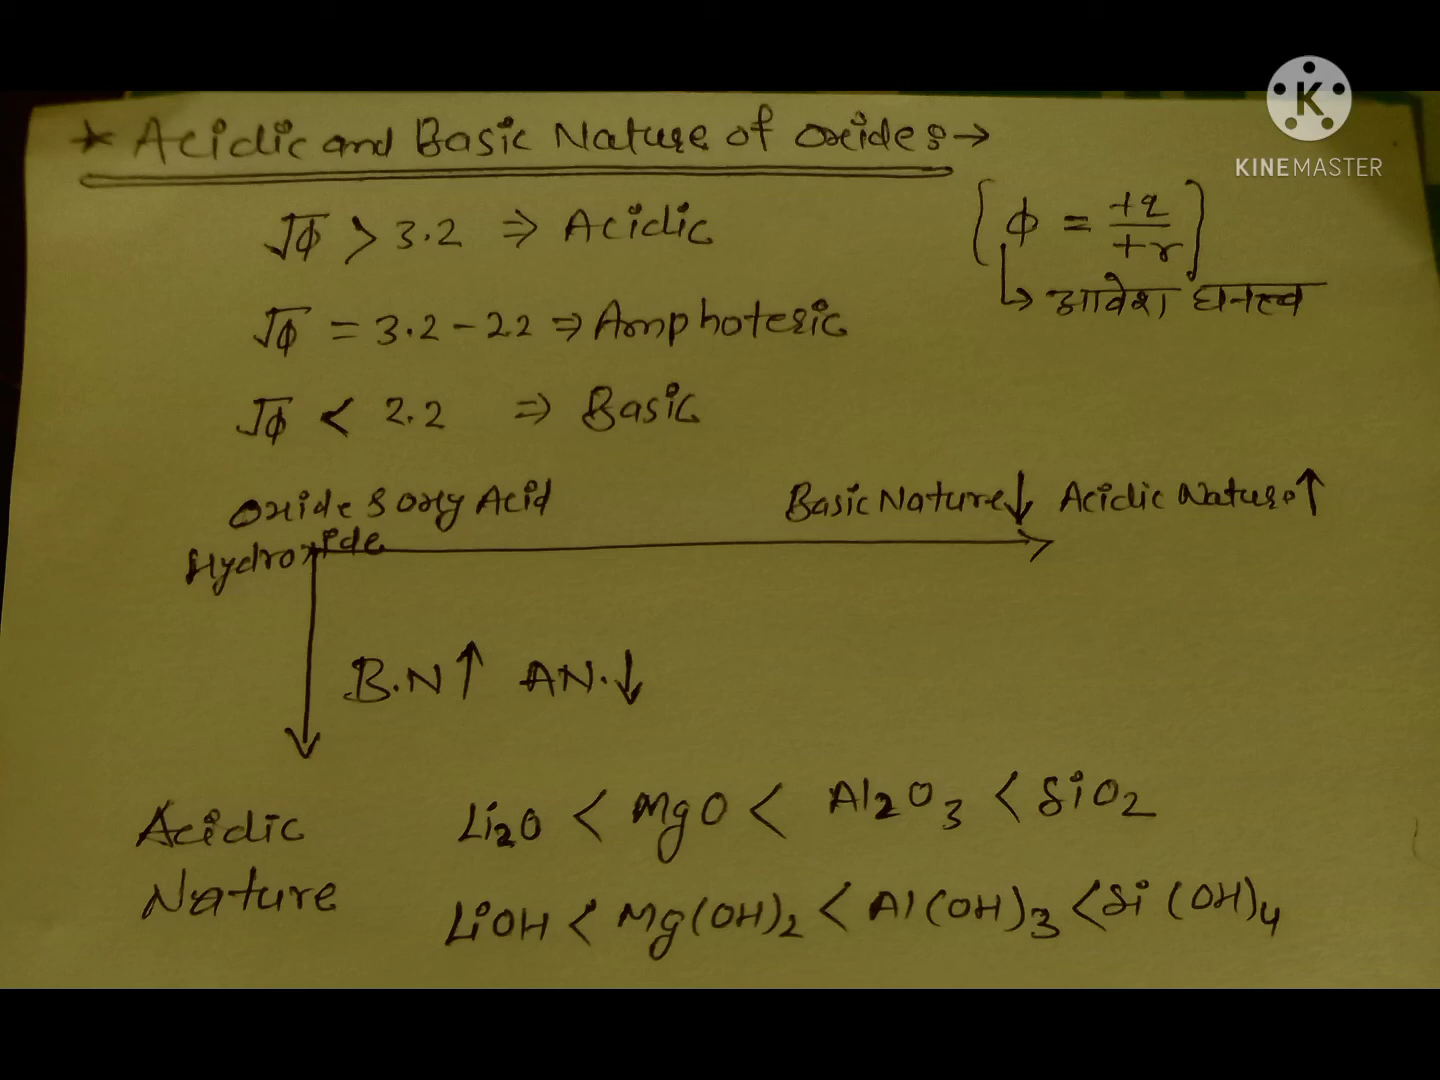 * Acidic and Basic Nature of Oxides →
√ϕ > 3.2 ⇒ Acidic
[ϕ = +q/+r]
↳ आवेश घनत्व
√ϕ = 3.2 - 2.2 ⇒ Amphoteric
√ϕ < 2.2 ⇒ Basic
Oxide & oxy Acid
Hydroxide
Basic Nature↓ Acidic Nature↑
B.N↑ AN.↓
Acidic Nature
Li₂O < MgO < Al₂O₃ < SiO₂
LiOH < Mg(OH)₂ < Al(OH)₃ < Si(OH)₄
KINEMASTER